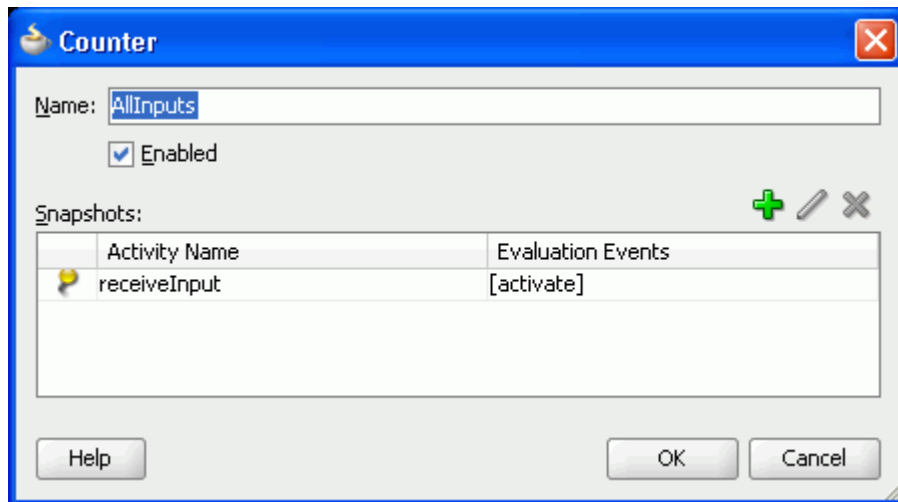 Counter
Name: AllInputs
Enabled
Snapshots:
Activity Name Evaluation Events
receiveInput [activate]
Help OK Cancel